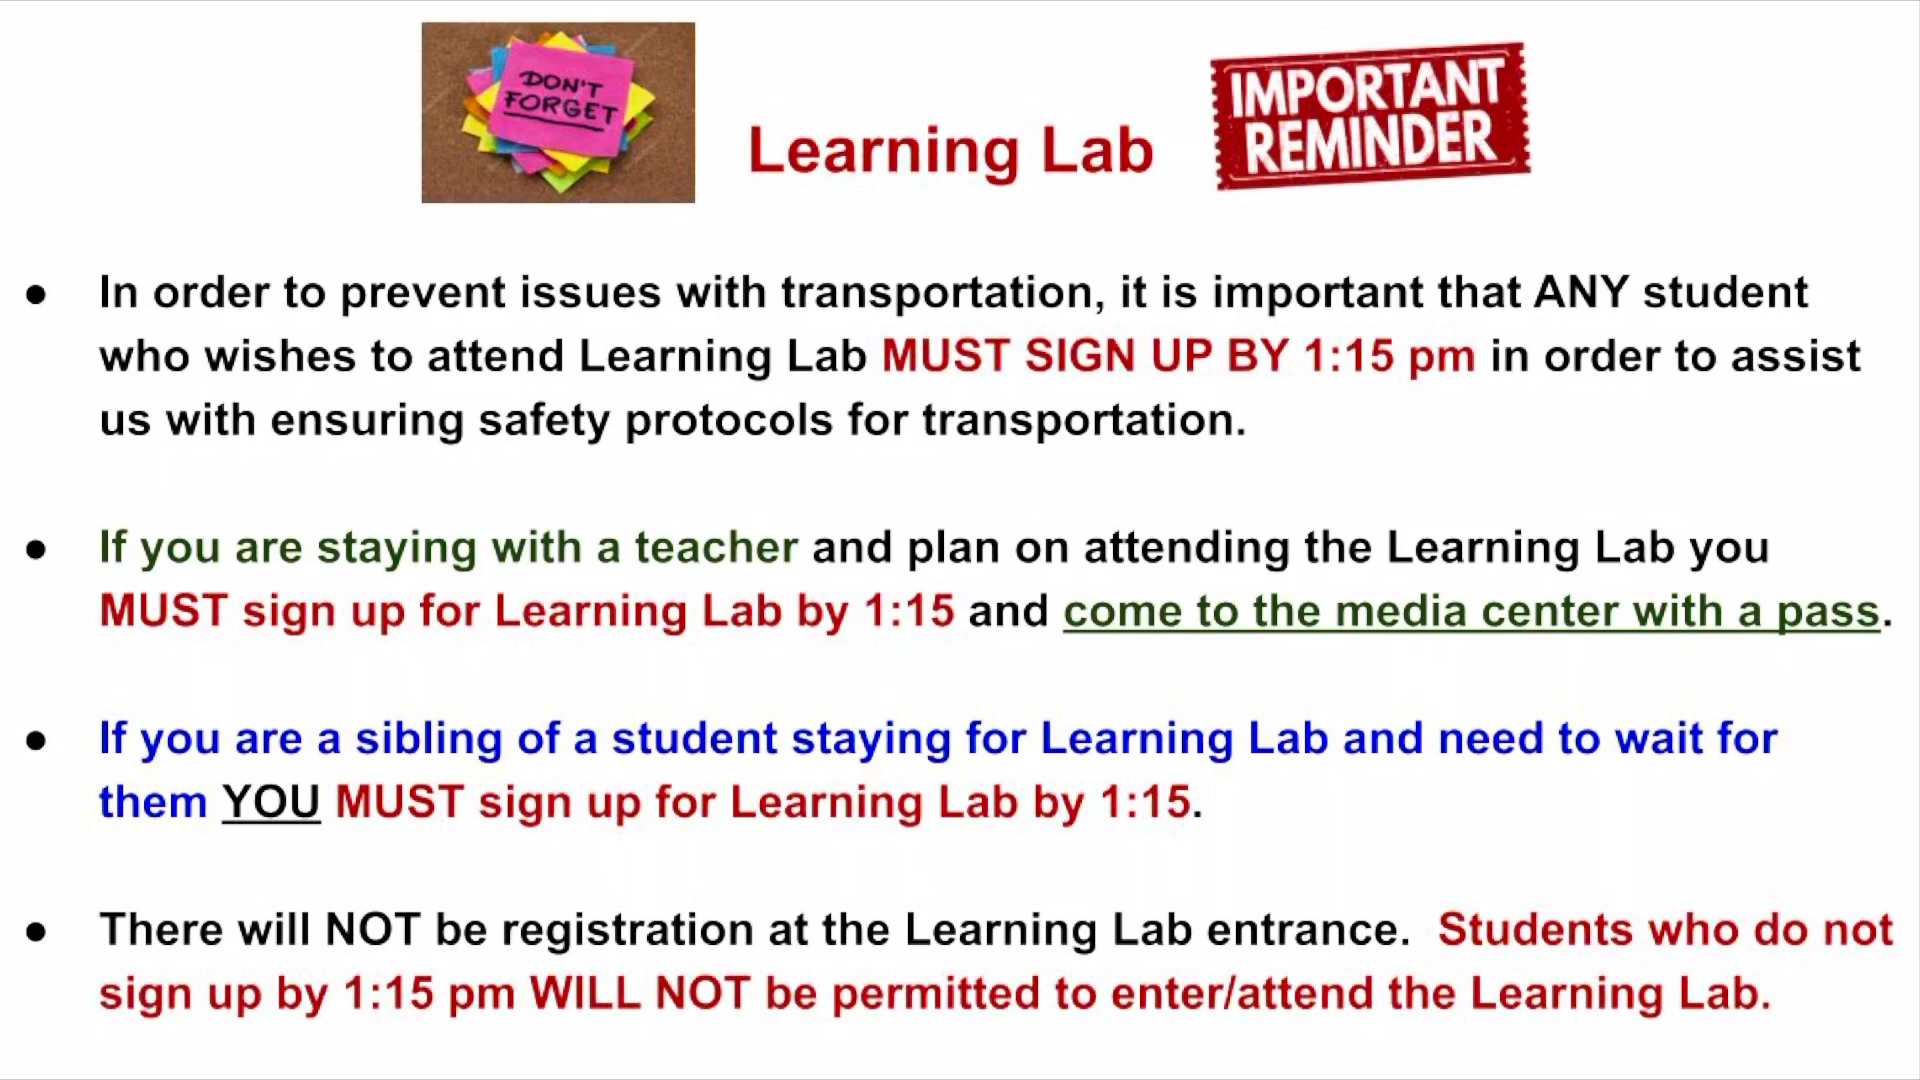 DON'T
FORGET
Learning Lab
IMPORTANT
REMINDER
● In order to prevent issues with transportation, it is important that ANY student
who wishes to attend Learning Lab MUST SIGN UP BY 1:15 pm in order to assist
us with ensuring safety protocols for transportation.
● If you are staying with a teacher and plan on attending the Learning Lab you
MUST sign up for Learning Lab by 1:15 and come to the media center with a pass.
● If you are a sibling of a student staying for Learning Lab and need to wait for
them YOU MUST sign up for Learning Lab by 1:15.
● There will NOT be registration at the Learning Lab entrance.  Students who do not
sign up by 1:15 pm WILL NOT be permitted to enter/attend the Learning Lab.